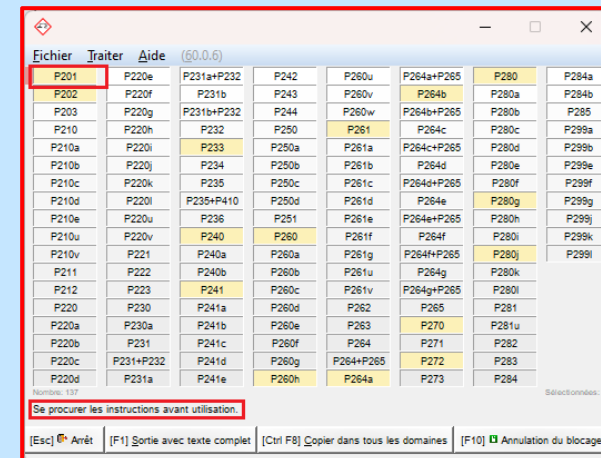 Fichier Traiter Aide (60.0.6)
P201 P220e P231a+P232 P242 P260u P264a+P265 P280 P284a
P202 P220f P231b P243 P260v P264b P280a P284b
P203 P220g P231b+P232 P244 P260w P264b+P265 P280b P285
P210 P220h P232 P250 P261 P264c P280c P299a
P210a P220i P233 P250a P261a P264c+P265 P280d P299b
P210b P220j P234 P250b P261b P264d P280e P299e
P210c P220k P235 P250c P261c P264d+P265 P280f P299f
P210d P220l P235+P410 P250d P261d P264e P280g P299g
P210e P220u P236 P251 P261e P264e+P265 P280h P299j
P210u P220v P240 P260 P261f P264f P280i P299k
P210v P221 P240a P260a P261g P264f+P265 P280j P299l
P211 P222 P240b P260b P261u P264g P280k
P212 P223 P241 P260c P261v P264g+P265 P280l
P220 P230 P241a P260d P262 P265 P281
P220a P230a P241b P260e P263 P270 P281u
P220b P231 P241c P260f P264 P271 P282
P220c P231+P232 P241d P260g P264+P265 P272 P283
P220d P231a P241e P260h P264a P273 P284
Nombre: 137 Sélectionnées:
Se procurer les instructions avant utilisation.
[Esc] Arrêt [F1] Sortie avec texte complet [Ctrl F8] Copier dans tous les domaines [F10] Annulation du blocage